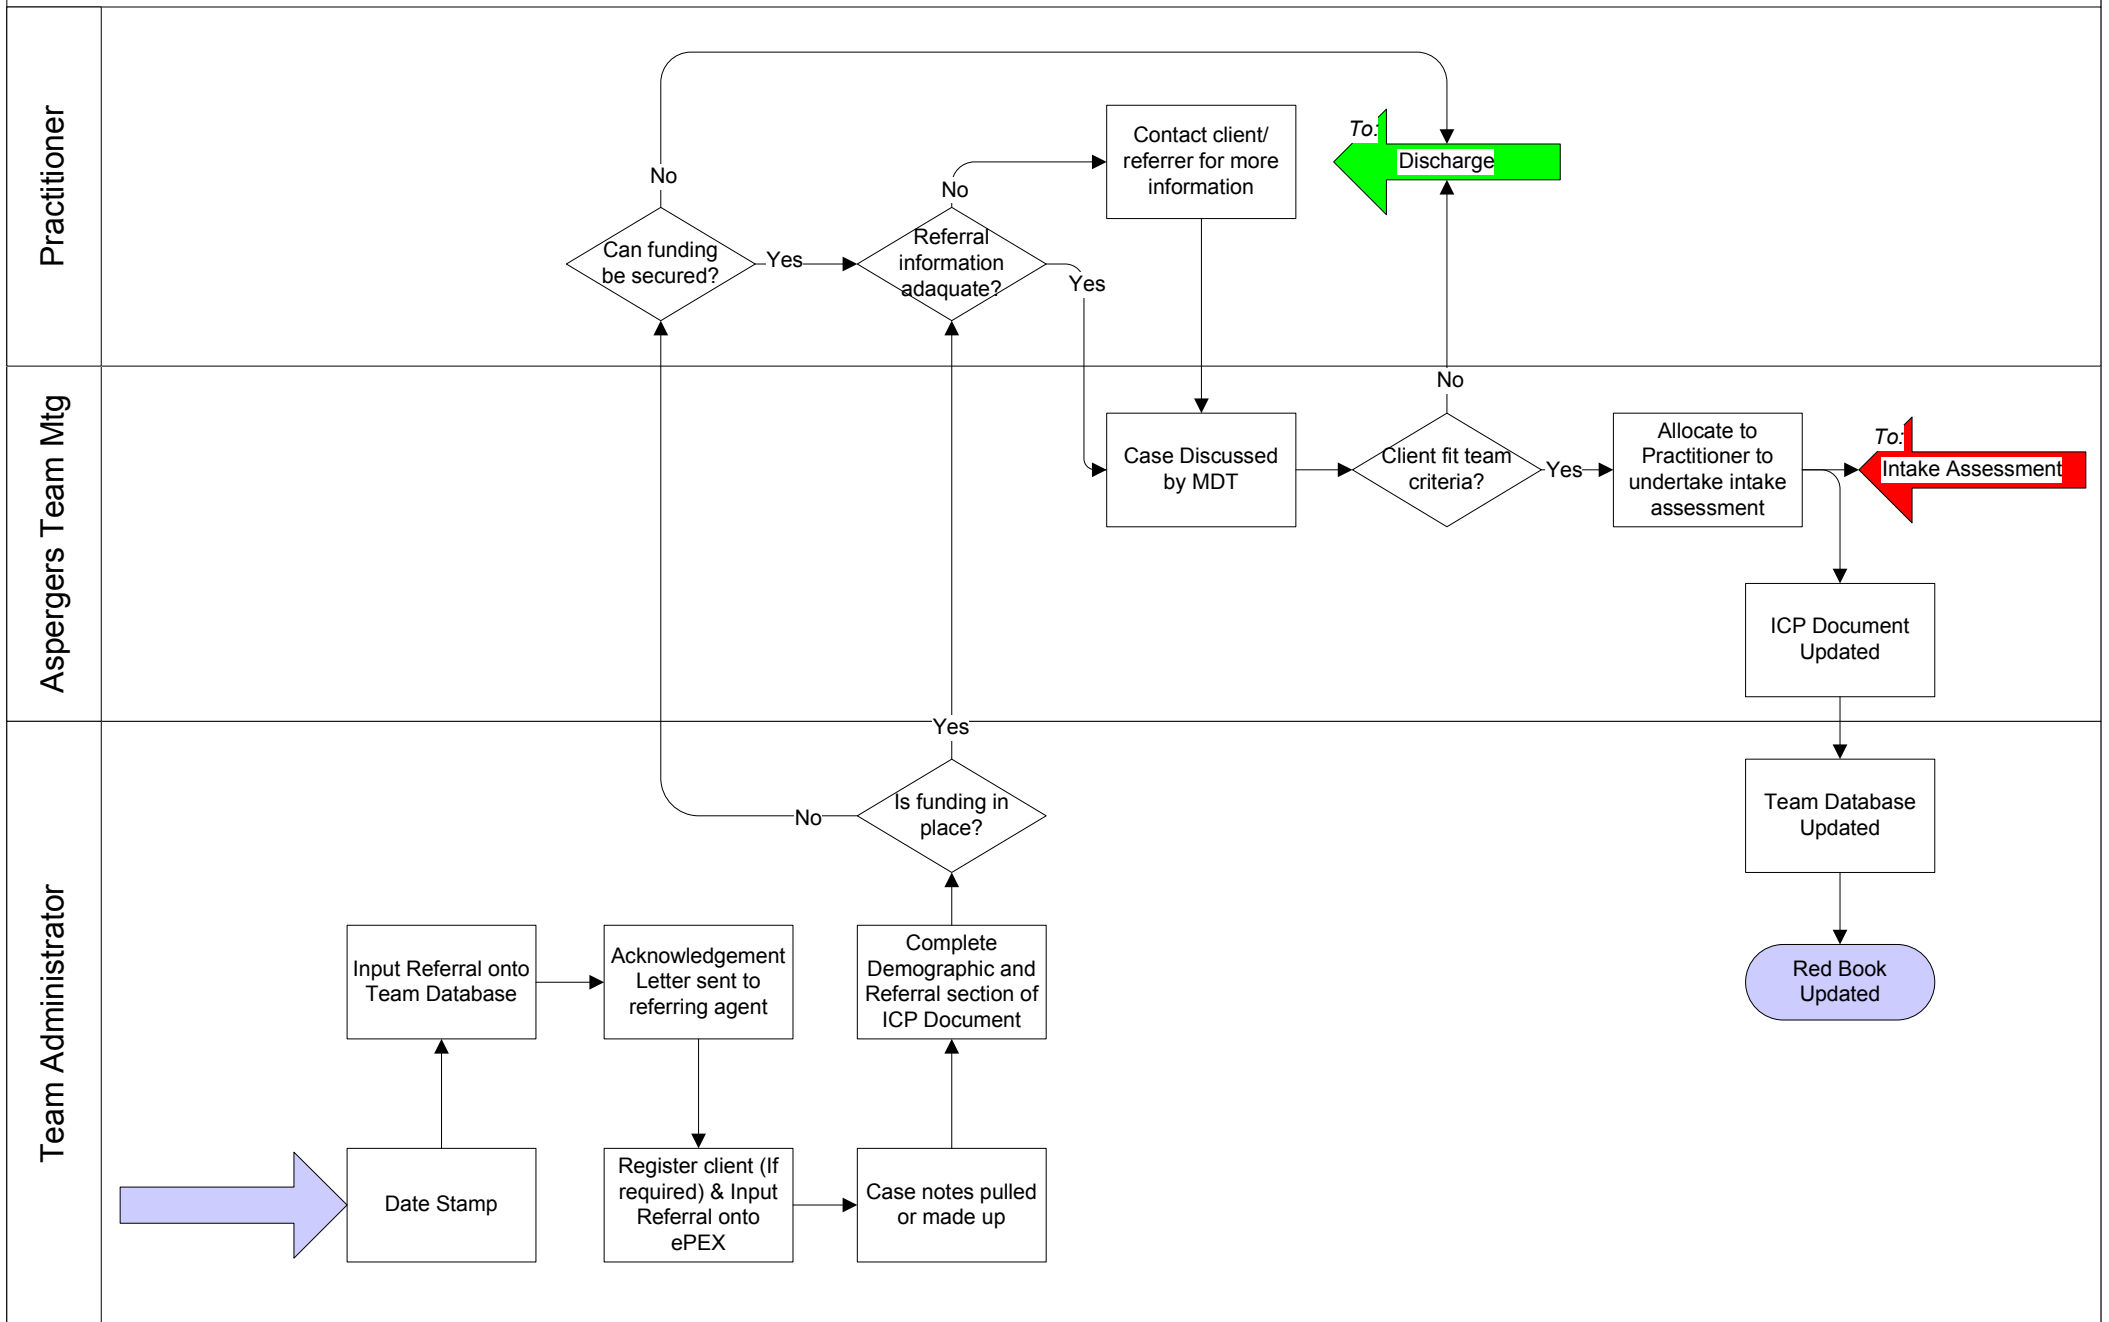 Practitioner
No
Can funding
be secured?
Yes
No
Referral
information
adaquate?
Yes
Contact client/
referrer for more
information
To:
Discharge
Aspergers Team Mtg
Case Discussed
by MDT
No
Client fit team
criteria?
Yes
Allocate to
Practitioner to
undertake intake
assessment
To:
Intake Assessment
ICP Document
Updated
Team Administrator
Yes
Is funding in
place?
No
Team Database
Updated
Input Referral onto
Team Database
Acknowledgement
Letter sent to
referring agent
Complete
Demographic and
Referral section of
ICP Document
Red Book
Updated
Date Stamp
Register client (If
required) & Input
Referral onto
ePEX
Case notes pulled
or made up